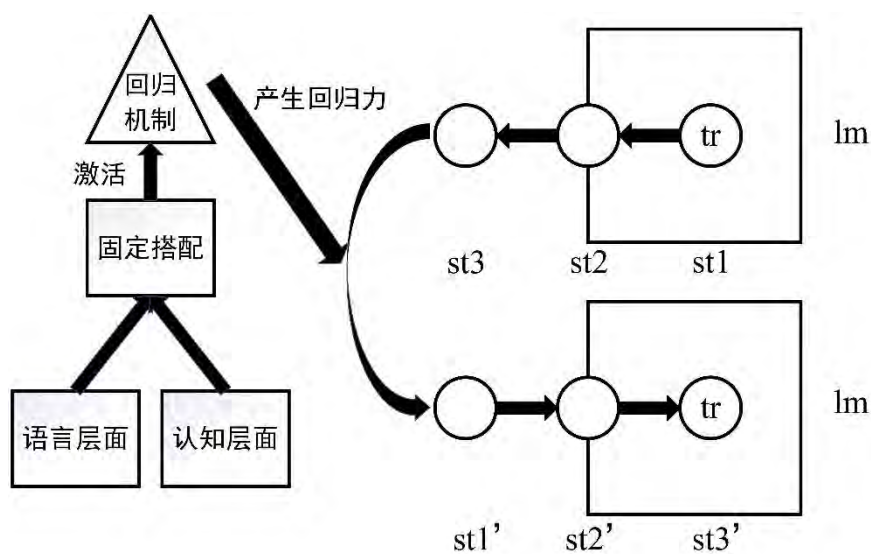 回归
机制
产生回归力
激活
固定搭配
语言层面
认知层面
tr
lm
st3
st2
st1
tr
lm
st1’
st2’
st3’